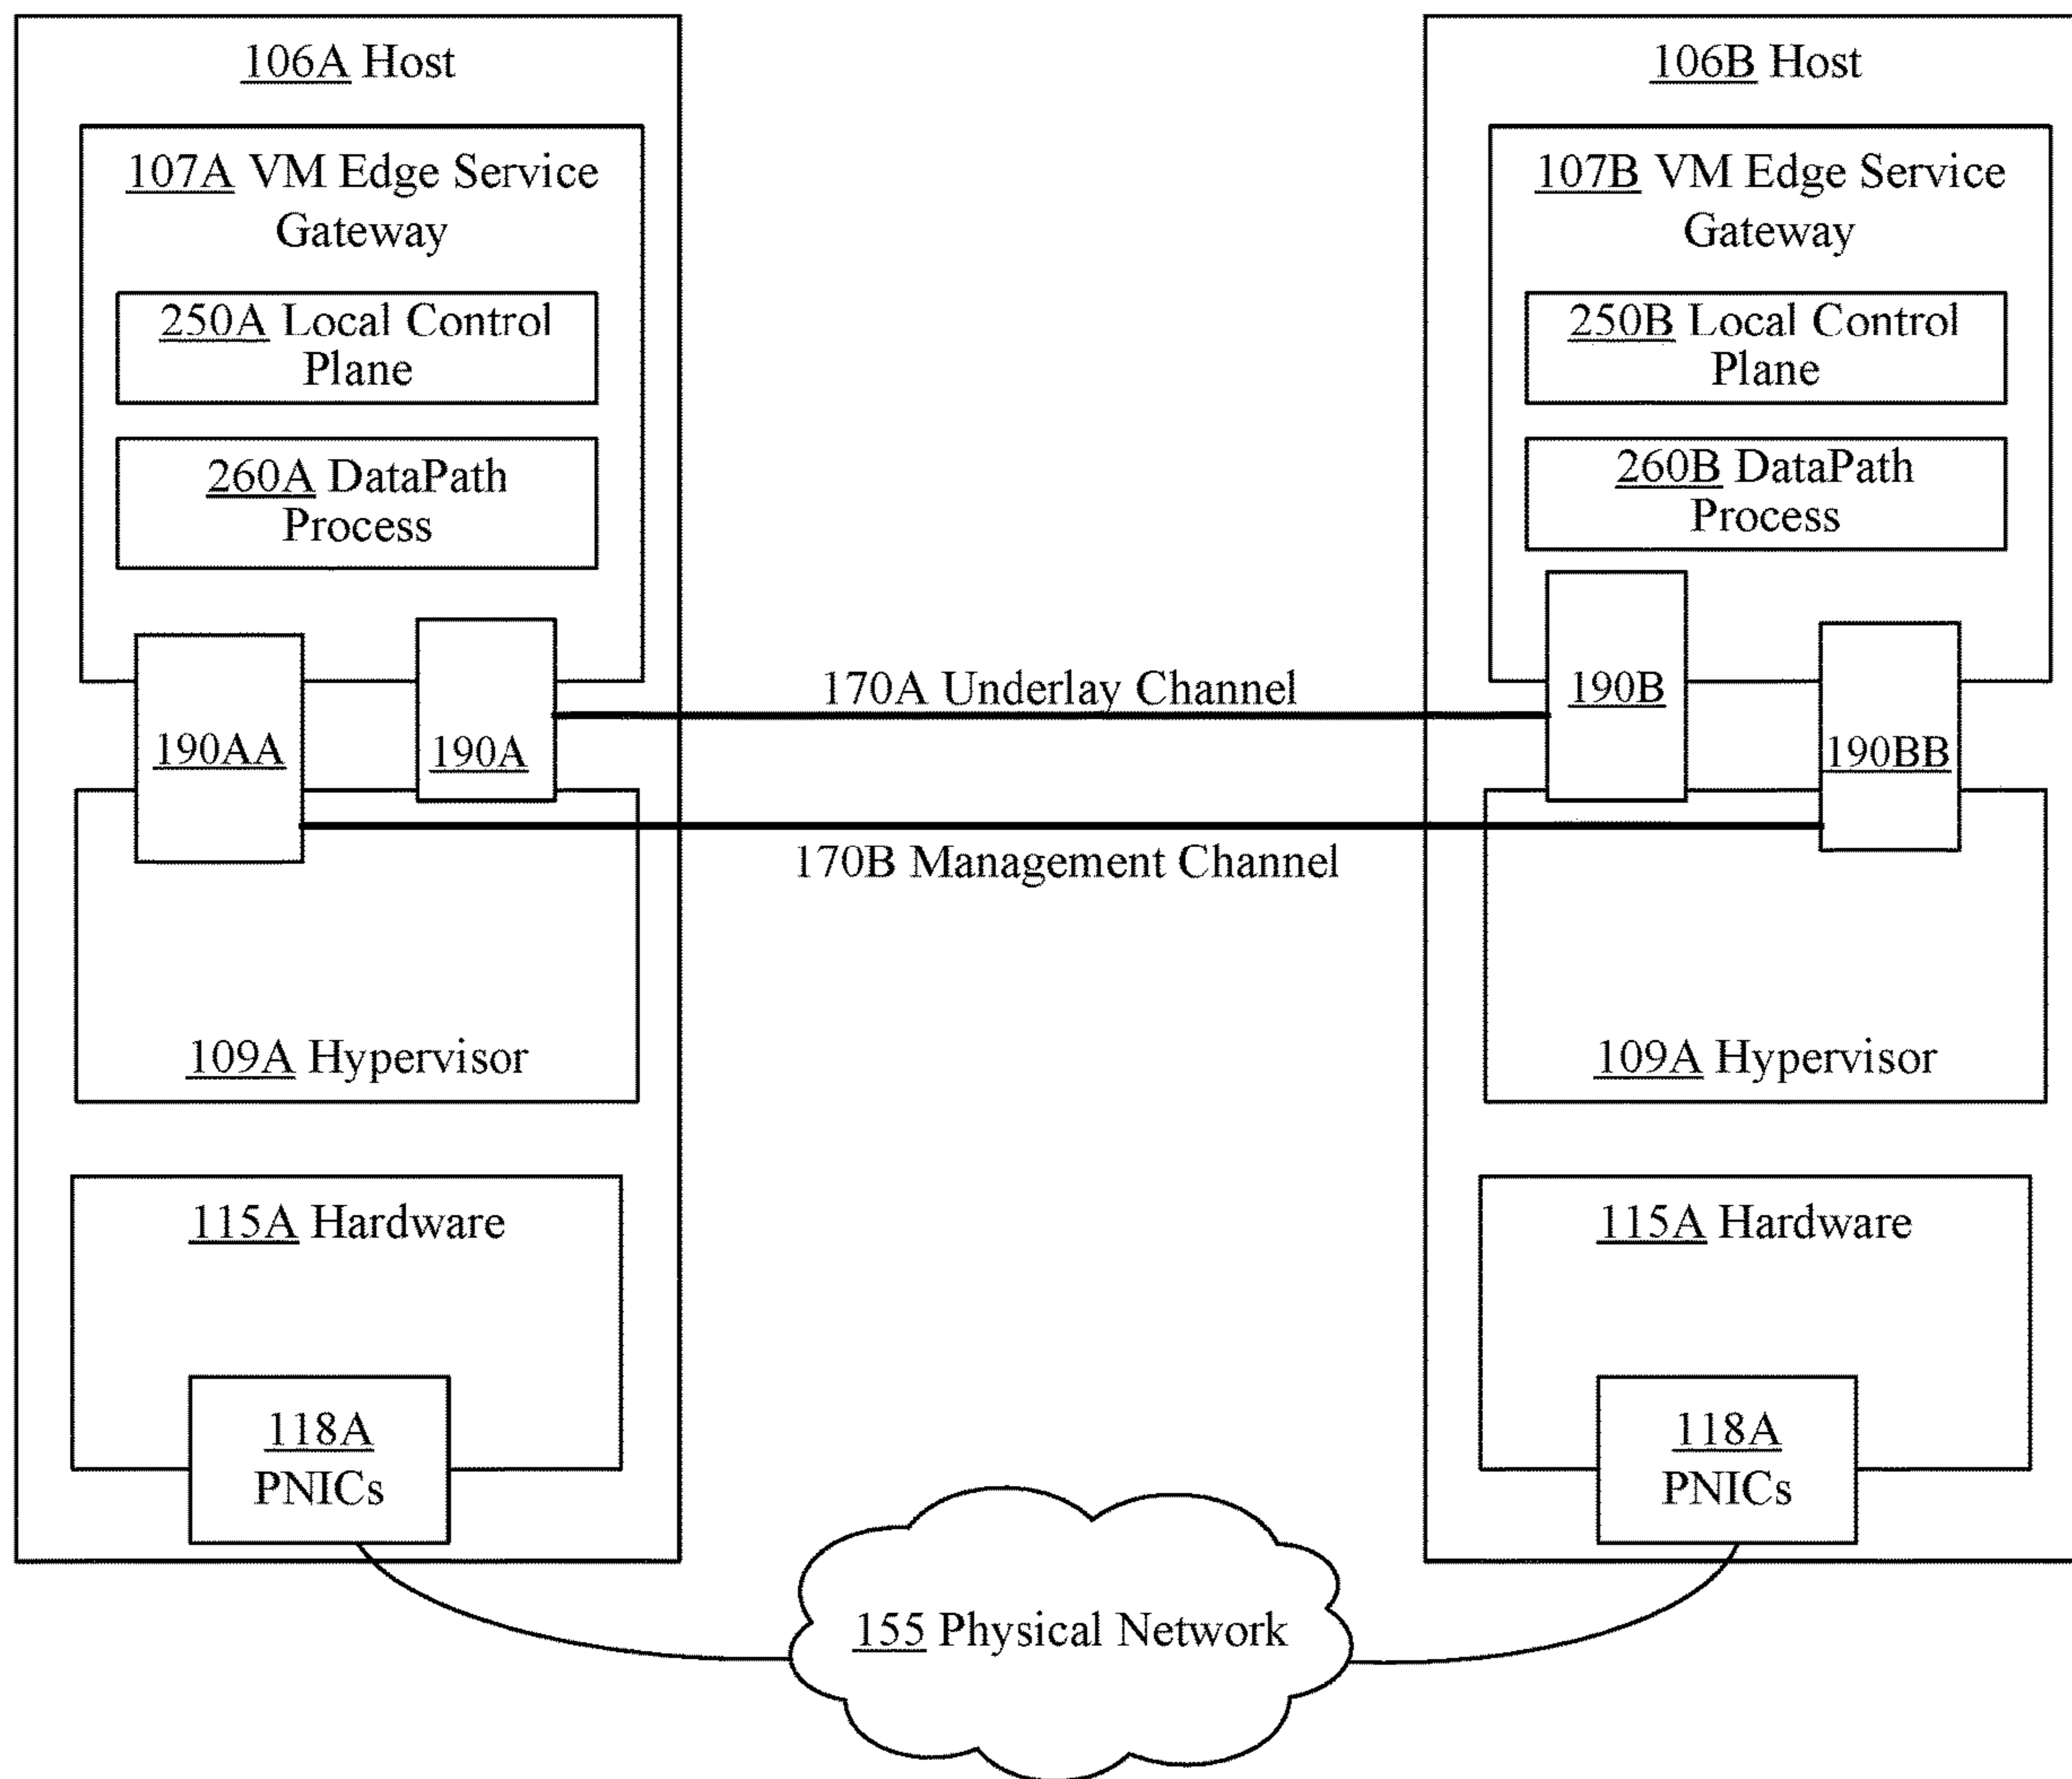 106A Host
107A VM Edge Service
Gateway
250A Local Control
Plane
260A DataPath
Process
190AA
190A
109A Hypervisor
115A Hardware
118A
PNICs
170A Underlay Channel
170B Management Channel
155 Physical Network
106B Host
107B VM Edge Service
Gateway
250B Local Control
Plane
260B DataPath
Process
190B
190BB
109A Hypervisor
115A Hardware
118A
PNICs